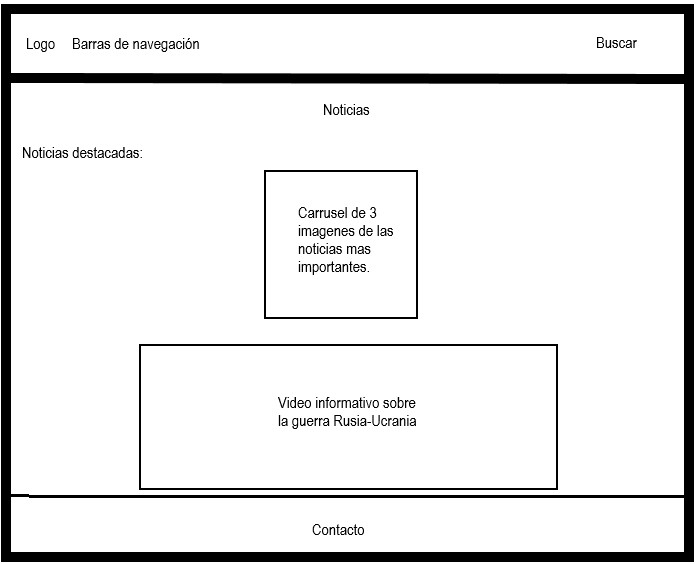 Logo Barras de navegación Buscar
Noticias
Noticias destacadas:
Carrusel de 3
imagenes de las
noticias mas
importantes.
Video informativo sobre
la guerra Rusia-Ucrania
Contacto